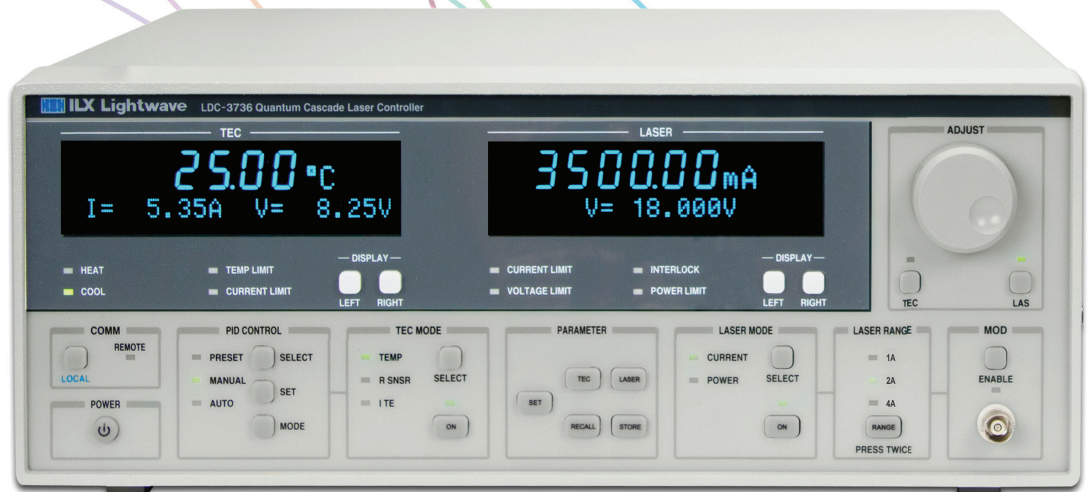 ILX Lightwave LDC-3736 Quantum Cascade Laser Controller
TEC
25.00 °C
I= 5.35A V= 8.25V
HEAT
COOL
TEMP LIMIT
CURRENT LIMIT
DISPLAY
LEFT RIGHT
LASER
3500.00mA
V= 18.000V
CURRENT LIMIT
VOLTAGE LIMIT
INTERLOCK
POWER LIMIT
DISPLAY
LEFT RIGHT
ADJUST
TEC LAS
COMM
REMOTE
LOCAL
POWER
PID CONTROL
PRESET SELECT
MANUAL SET
AUTO
MODE
TEC MODE
TEMP
R SNSR SELECT
I TE
ON
PARAMETER
TEC LASER
SET
RECALL STORE
LASER MODE
CURRENT
POWER SELECT
ON
LASER RANGE
1A
2A
4A
RANGE
PRESS TWICE
MOD
ENABLE